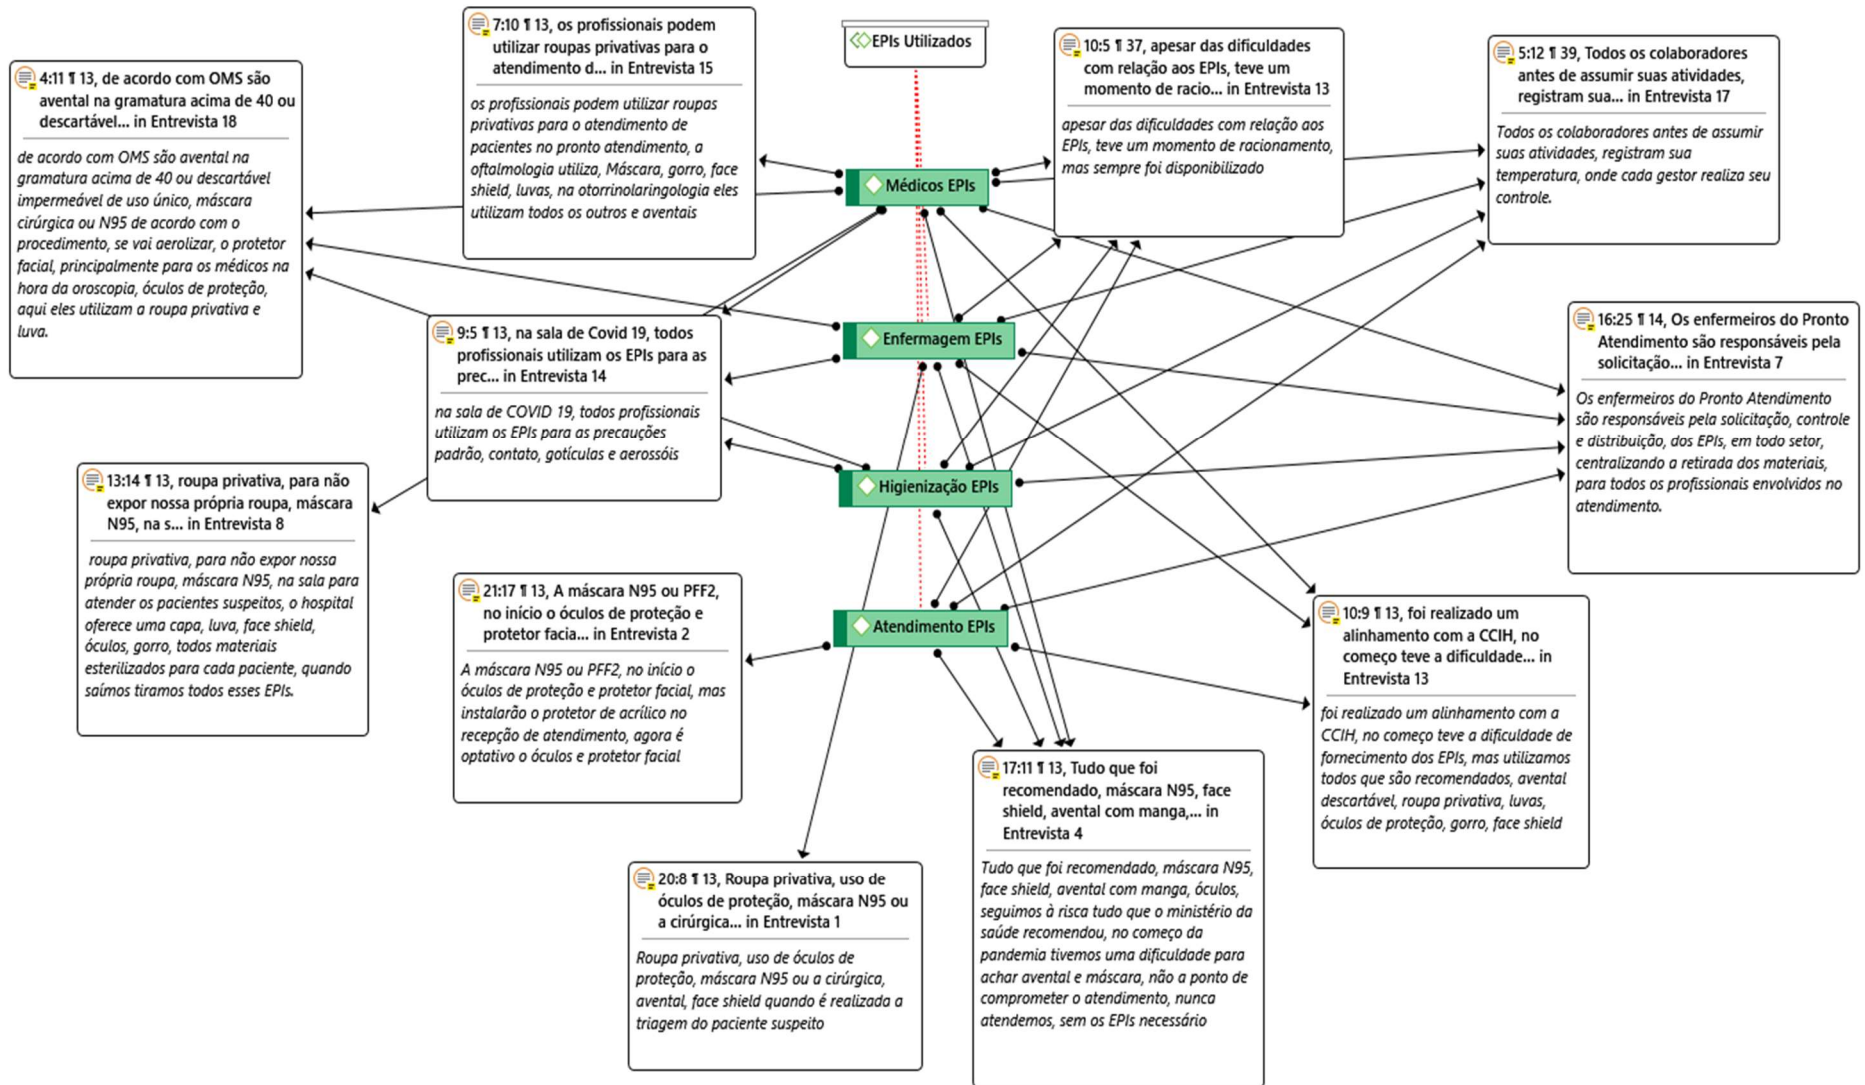 EPIs Utilizados
7:10 ¶ 13, os profissionais podem
utilizar roupas privativas para o
atendimento d... in Entrevista 15
os profissionais podem utilizar roupas
privativas para o atendimento de
pacientes no pronto atendimento, a
oftalmologia utiliza, Máscara, gorro, face
shield, luvas, na otorrinolaringologia eles
utilizam todos os outros e aventais
10:5 ¶ 37, apesar das dificuldades
com relação aos EPIs, teve um
momento de racio... in Entrevista 13
apesar das dificuldades com relação aos
EPIs, teve um momento de racionamento,
mas sempre foi disponibilizado
5:12 ¶ 39, Todos os colaboradores
antes de assumir suas atividades,
registram sua... in Entrevista 17
Todos os colaboradores antes de assumir
suas atividades, registram sua
temperatura, onde cada gestor realiza seu
controle.
4:11 ¶ 13, de acordo com OMS são
avental na gramatura acima de 40 ou
descartável... in Entrevista 18
de acordo com OMS são avental na
gramatura acima de 40 ou descartável
impermeável de uso único, máscara
cirúrgica ou N95 de acordo com o
procedimento, se vai aerolizar, o protetor
facial, principalmente para os médicos na
hora da oroscopia, óculos de proteção,
aqui eles utilizam a roupa privativa e
luva.
Médicos EPIs
Enfermagem EPIs
Higienização EPIs
Atendimento EPIs
9:5 ¶ 13, na sala de Covid 19, todos
profissionais utilizam os EPIs para as
prec... in Entrevista 14
na sala de COVID 19, todos profissionais
utilizam os EPIs para as precauções
padrão, contato, gotículas e aerossóis
16:25 ¶ 14, Os enfermeiros do Pronto
Atendimento são responsáveis pela
solicitação... in Entrevista 7
Os enfermeiros do Pronto Atendimento
são responsáveis pela solicitação, controle
e distribuição, dos EPIs, em todo setor,
centralizando a retirada dos materiais,
para todos os profissionais envolvidos no
atendimento.
13:14 ¶ 13, roupa privativa, para não
expor nossa própria roupa, máscara
N95, na s... in Entrevista 8
roupa privativa, para não expor nossa
própria roupa, máscara N95, na sala para
atender os pacientes suspeitos, o hospital
oferece uma capa, luva, face shield,
óculos, gorro, todos materiais
esterilizados para cada paciente, quando
saímos tiramos todos esses EPIs.
21:17 ¶ 13, A máscara N95 ou PFF2,
no início o óculos de proteção e
protetor facia... in Entrevista 2
A máscara N95 ou PFF2, no início o
óculos de proteção e protetor facial, mas
instalarão o protetor de acrílico no
recepção de atendimento, agora é
optativo o óculos e protetor facial
10:9 ¶ 13, foi realizado um
alinhamento com a CCIH, no
começo teve a dificuldade... in
Entrevista 13
foi realizado um alinhamento com a
CCIH, no começo teve a dificuldade de
fornecimento dos EPIs, mas utilizamos
todos que são recomendados, avental
descartável, roupa privativa, luvas,
óculos de proteção, gorro, face shield
17:11 ¶ 13, Tudo que foi
recomendado, máscara N95, face
shield, avental com manga,... in
Entrevista 4
Tudo que foi recomendado, máscara N95,
face shield, avental com manga, óculos,
seguimos à risca tudo que o ministério da
saúde recomendou, no começo da
pandemia tivemos uma dificuldade para
achar avental e máscara, não a ponto de
comprometer o atendimento, nunca
atendemos, sem os EPIs necessário
20:8 ¶ 13, Roupa privativa, uso de
óculos de proteção, máscara N95 ou
a cirúrgica... in Entrevista 1
Roupa privativa, uso de óculos de
proteção, máscara N95 ou a cirúrgica,
avental, face shield quando é realizada a
triagem do paciente suspeito